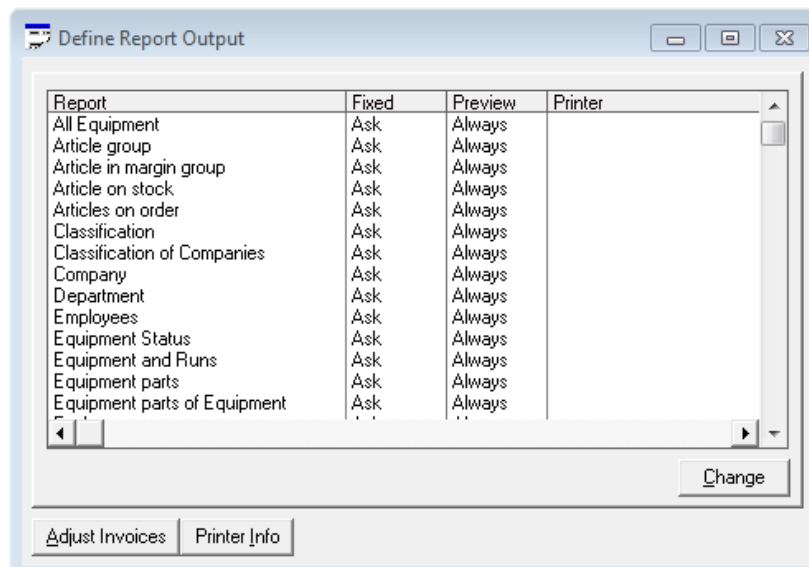 Define Report Output
Report Fixed Preview Printer
All Equipment Ask Always
Article group Ask Always
Article in margin group Ask Always
Article on stock Ask Always
Articles on order Ask Always
Classification Ask Always
Classification of Companies Ask Always
Company Ask Always
Department Ask Always
Employees Ask Always
Equipment Status Ask Always
Equipment and Runs Ask Always
Equipment parts Ask Always
Equipment parts of Equipment Ask Always
Change
Adjust Invoices Printer Info